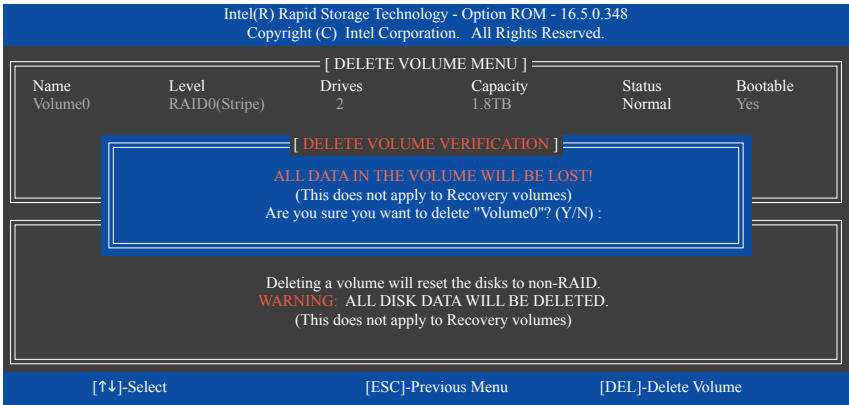 Intel(R) Rapid Storage Technology - Option ROM - 16.5.0.348
Copyright (C) Intel Corporation. All Rights Reserved.
[ DELETE VOLUME MENU ]
Name Level Drives Capacity Status Bootable
Volume0 RAID0(Stripe) 2 1.8TB Normal Yes
[ DELETE VOLUME VERIFICATION ]
ALL DATA IN THE VOLUME WILL BE LOST!
(This does not apply to Recovery volumes)
Are you sure you want to delete "Volume0"? (Y/N) :
Deleting a volume will reset the disks to non-RAID.
WARNING: ALL DISK DATA WILL BE DELETED.
(This does not apply to Recovery volumes)
[↑↓]-Select [ESC]-Previous Menu [DEL]-Delete Volume